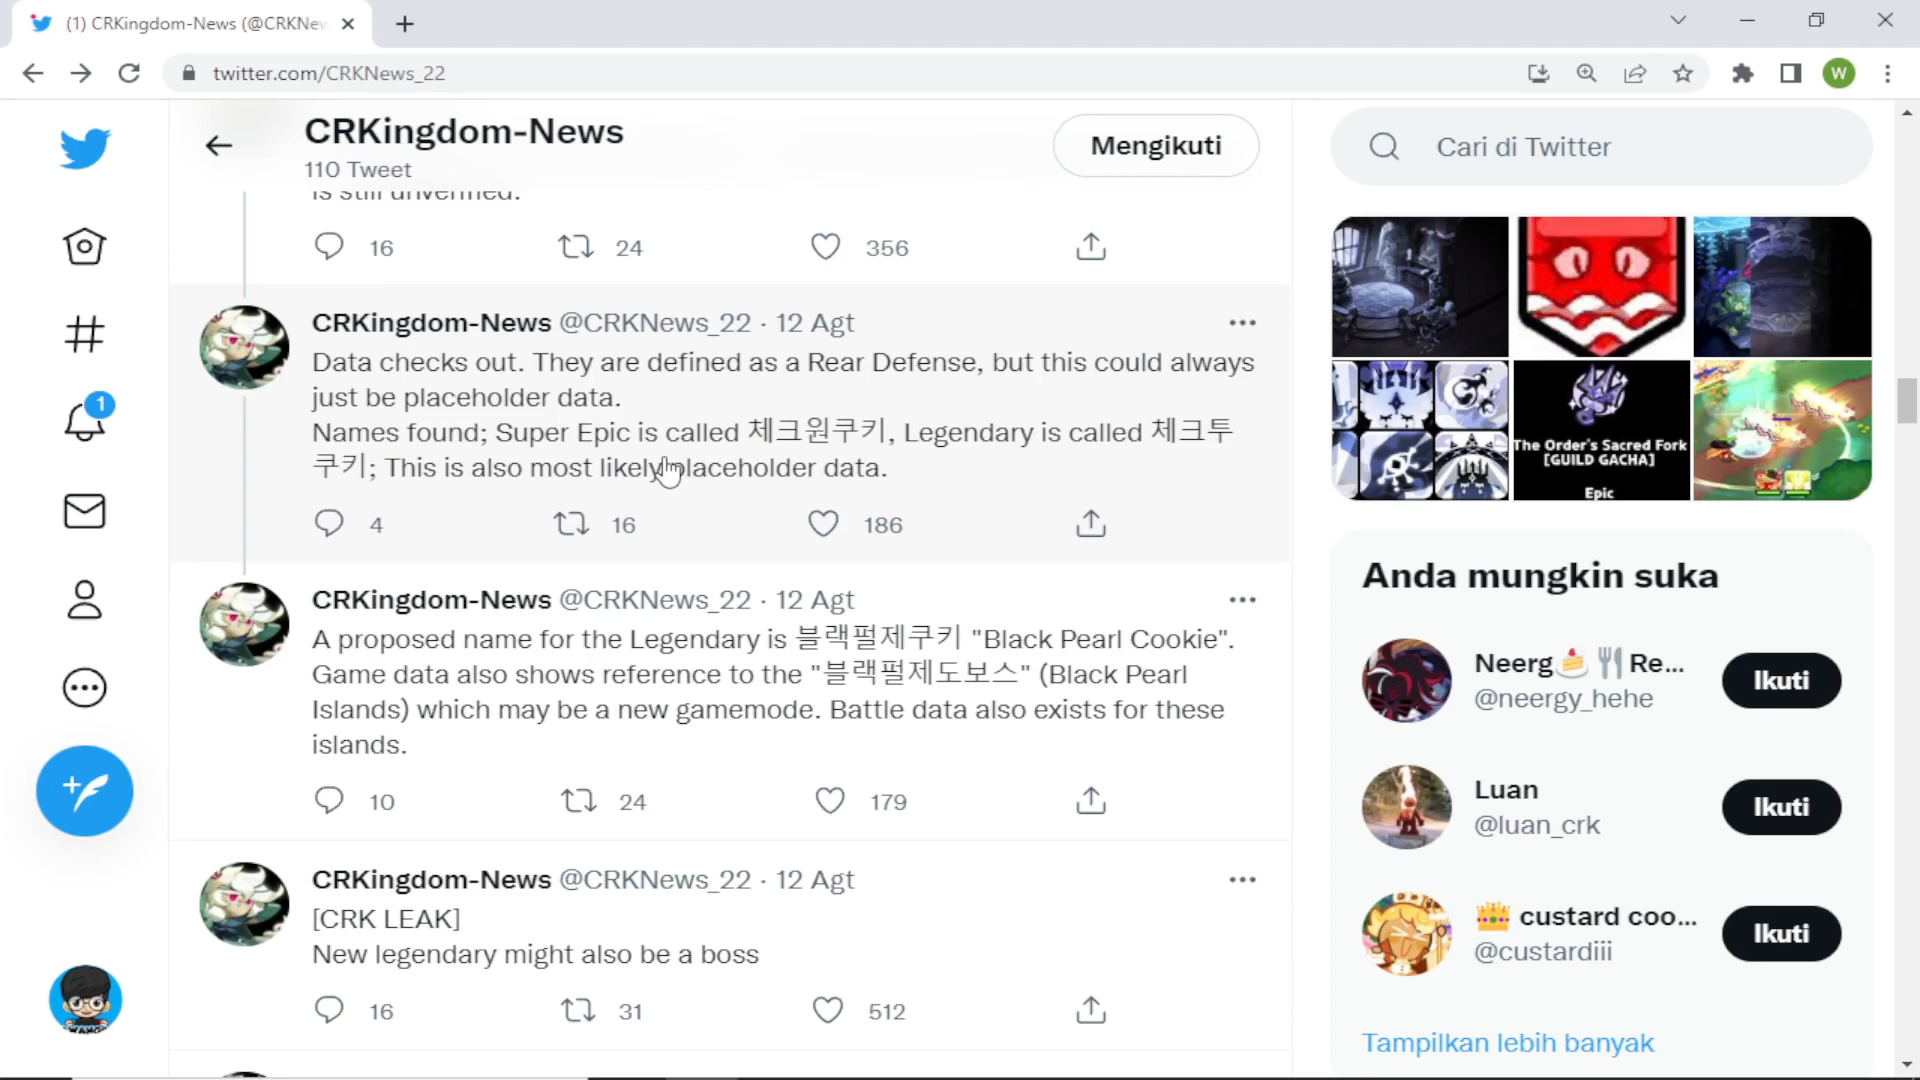 (1) CRKingdom-News (@CRKNew
twitter.com/CRKNews_22
W
CRKingdom-News
110 Tweet
Mengikuti
Cari di Twitter
is still unverified.
16
24
356
1
CRKingdom-News @CRKNews_22 · 12 Agt
Data checks out. They are defined as a Rear Defense, but this could always
just be placeholder data.
Names found; Super Epic is called 체크원쿠키, Legendary is called 체크투
쿠키; This is also most likely placeholder data.
4
16
186
CRKingdom-News @CRKNews_22 · 12 Agt
A proposed name for the Legendary is 블랙펄제쿠키 "Black Pearl Cookie".
Game data also shows reference to the "블랙펄제도보스" (Black Pearl
Islands) which may be a new gamemode. Battle data also exists for these
islands.
10
24
179
CRKingdom-News @CRKNews_22 · 12 Agt
[CRK LEAK]
New legendary might also be a boss
16
31
512
The Order's Sacred Fork
[GUILD GACHA]
Epic
Anda mungkin suka
Neerg🍰🍴Re...
@neergy_hehe
Ikuti
Luan
@luan_crk
Ikuti
👑 custard coo...
@custardiii
Ikuti
Tampilkan lebih banyak